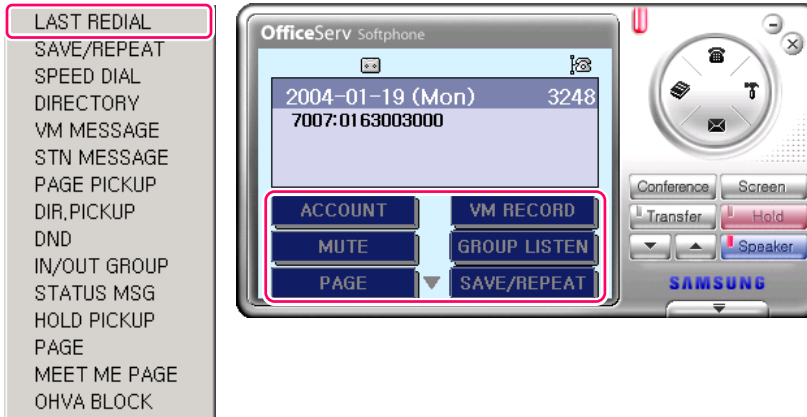 LAST REDIAL
SAVE/REPEAT
SPEED DIAL
DIRECTORY
VM MESSAGE
STN MESSAGE
PAGE PICKUP
DIR,PICKUP
DND
IN/OUT GROUP
STATUS MSG
HOLD PICKUP
PAGE
MEET ME PAGE
OHVA BLOCK
OfficeServ Softphone
2004-01-19 (Mon) 3248
7007:0163003000
ACCOUNT VM RECORD
MUTE GROUP LISTEN
PAGE SAVE/REPEAT
Conference Screen
Transfer Hold
Speaker
SAMSUNG